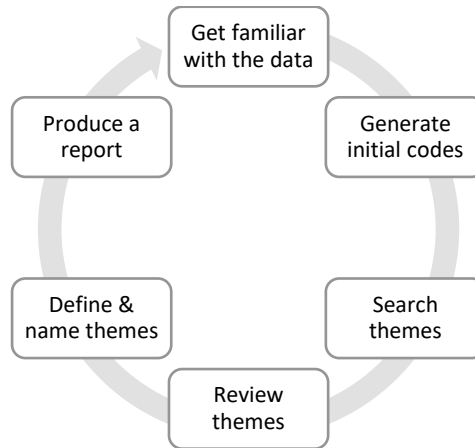 Get familiar
with the data
Generate
initial codes
Search
themes
Review
themes
Define &
name themes
Produce a
report